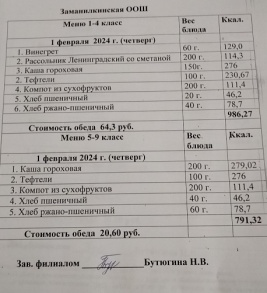 Заманилкинская ООШ
Меню 1-4 класс Вес блюда Ккал.
1 февраля 2024 г. (четверг)
1. Винегрет 60 г. 129,0
2. Рассольник Ленинградский со сметаной 200 г. 114,3
3. Каша гороховая 150г. 276
2. Тефтели 100 г. 230,67
4. Компот из сухофруктов 200 г. 111,4
5. Хлеб пшеничный 20 г. 46,2
6. Хлеб ржано-пшеничный 40 г. 78,7
986,27
Стоимость обеда 64,3 руб.
Меню 5-9 класс Вес блюда Ккал.
1 февраля 2024 г. (четверг)
1. Каша гороховая 200 г. 279,02
2. Тефтели 100 г. 276
3. Компот из сухофруктов 200 г. 111,4
4. Хлеб пшеничный 40 г. 46,2
5. Хлеб ржано-пшеничный 60 г. 78,7
791,32
Стоимость обеда 20,60 руб.
Зав. филиалом Бутюгина Н.В.